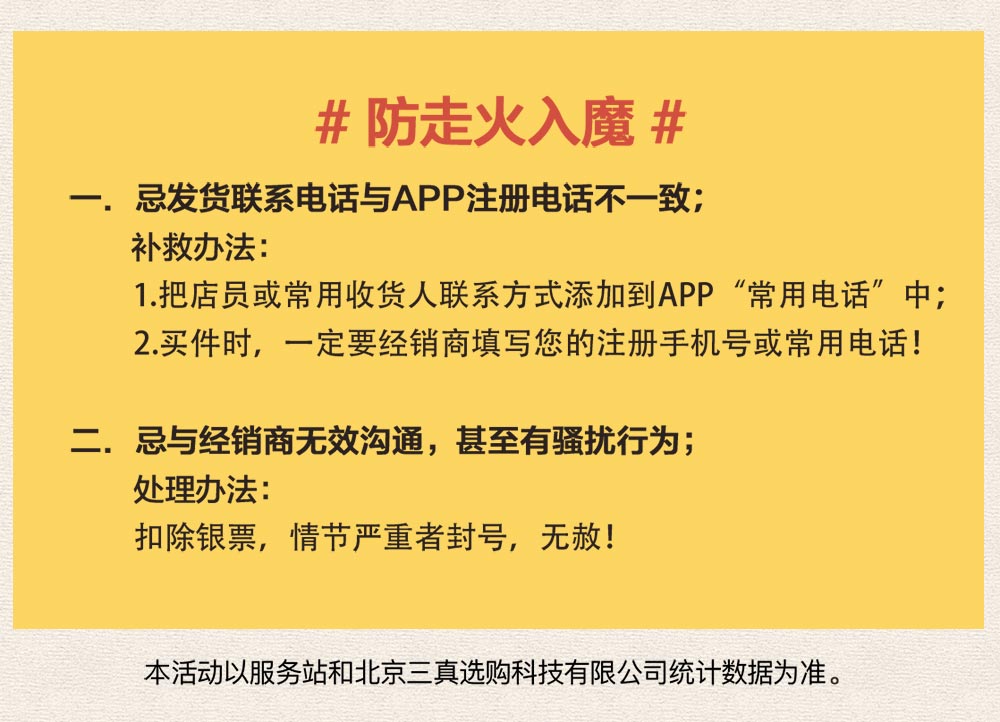 # 防走火入魔 #
一. 忌发货联系电话与APP注册电话不一致;
补救办法:
1.把店员或常用收货人联系方式添加到APP“常用电话”中;
2.买件时, 一定要经销商填写您的注册手机号或常用电话!
二. 忌与经销商无效沟通, 甚至有骚扰行为;
处理办法:
扣除银票, 情节严重者封号, 无赦!
本活动以服务站和北京三真选购科技有限公司统计数据为准。